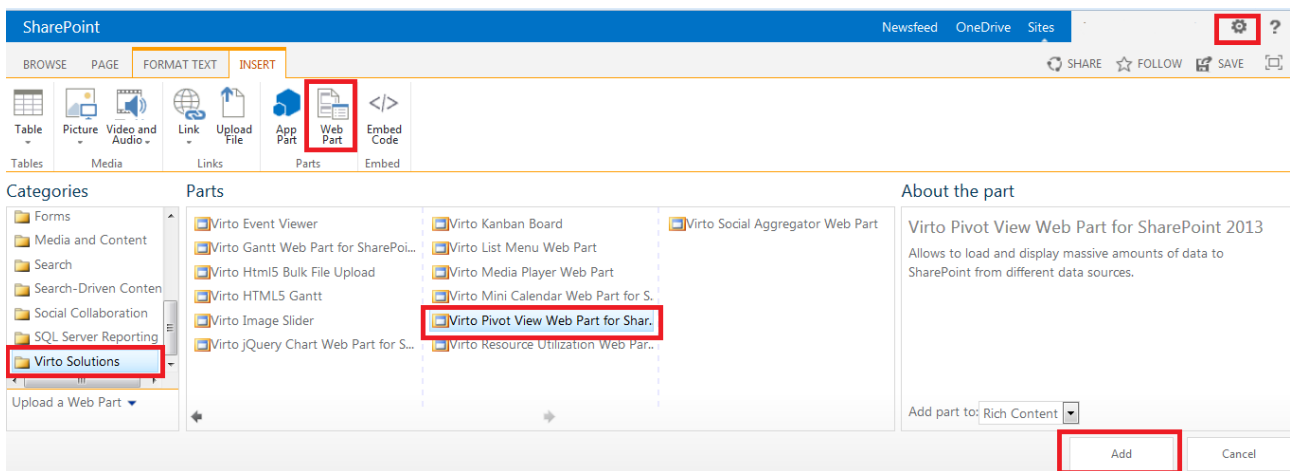 SharePoint
Newsfeed OneDrive Sites ?
BROWSE PAGE FORMAT TEXT INSERT
SHARE FOLLOW SAVE
Table Picture Video and Audio Link Upload File App Part Web Part </> Embed Code
Tables Media Links Parts Embed
Categories
Forms
Media and Content
Search
Search-Driven Conten
Social Collaboration
SQL Server Reporting
Virto Solutions
Upload a Web Part
Parts
Virto Event Viewer
Virto Gantt Web Part for SharePoi...
Virto Html5 Bulk File Upload
Virto HTML5 Gantt
Virto Image Slider
Virto jQuery Chart Web Part for S...
Virto Kanban Board
Virto List Menu Web Part
Virto Media Player Web Part
Virto Mini Calendar Web Part for S.
Virto Pivot View Web Part for Shar.
Virto Resource Utilization Web Par..
Virto Social Aggregator Web Part
About the part
Virto Pivot View Web Part for SharePoint 2013
Allows to load and display massive amounts of data to
SharePoint from different data sources.
Add part to: Rich Content
Add Cancel